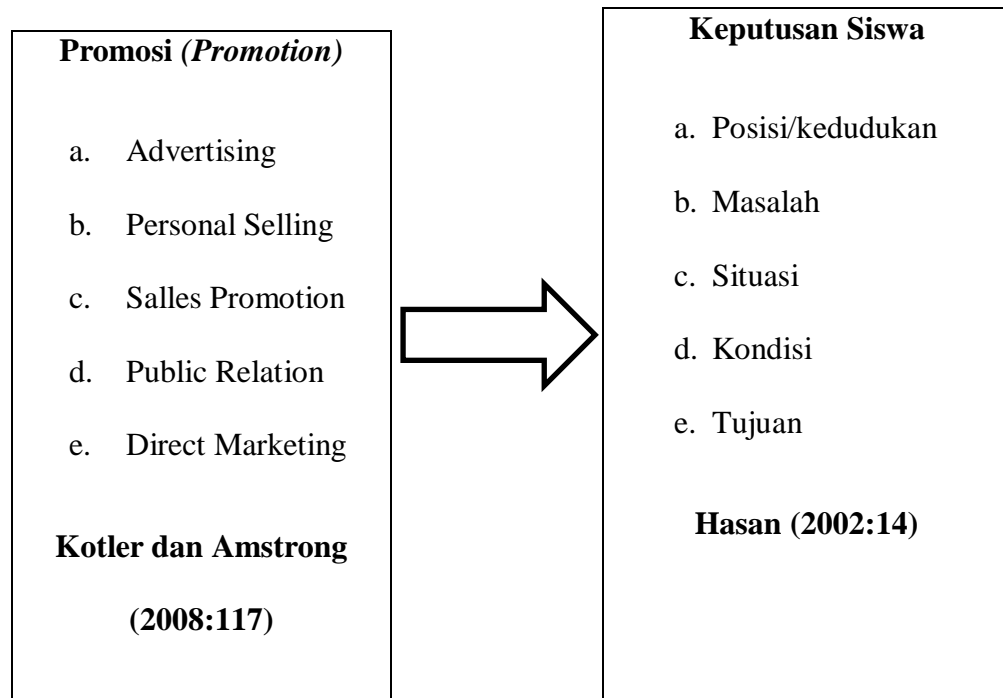 Promosi (Promotion)
a. Advertising
b. Personal Selling
c. Salles Promotion
d. Public Relation
e. Direct Marketing
Kotler dan Amstrong
(2008:117)
Keputusan Siswa
a. Posisi/kedudukan
b. Masalah
c. Situasi
d. Kondisi
e. Tujuan
Hasan (2002:14)